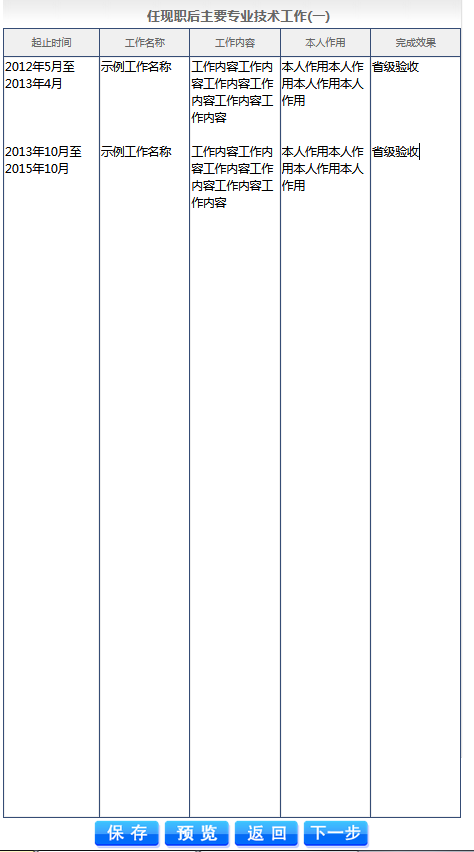 任现职后主要专业技术工作(一)
起止时间 工作名称 工作内容 本人作用 完成效果
2012年5月至 示例工作名称 工作内容工作内 本人作用本人作 省级验收
2013年4月 容工作内容工作 用本人作用本人
内容工作内容工 作用
作内容
2013年10月至 示例工作名称 工作内容工作内 本人作用本人作 省级验收
2015年10月 容工作内容工作 用本人作用本人
内容工作内容工 作用
作内容
保 存 预 览 返 回 下一步